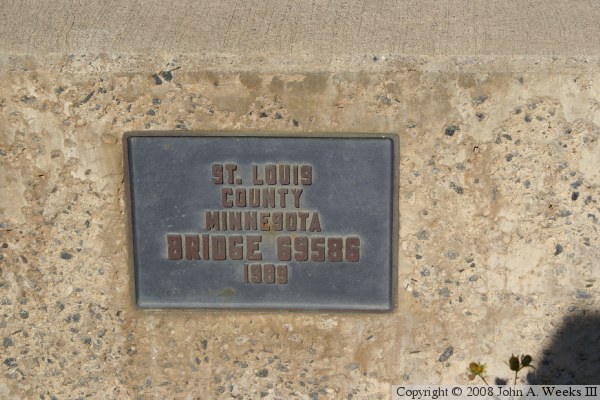 ST. LOUIS
COUNTY
MINNESOTA
BRIDGE 69586
1989
Copyright © 2008 John A. Weeks III